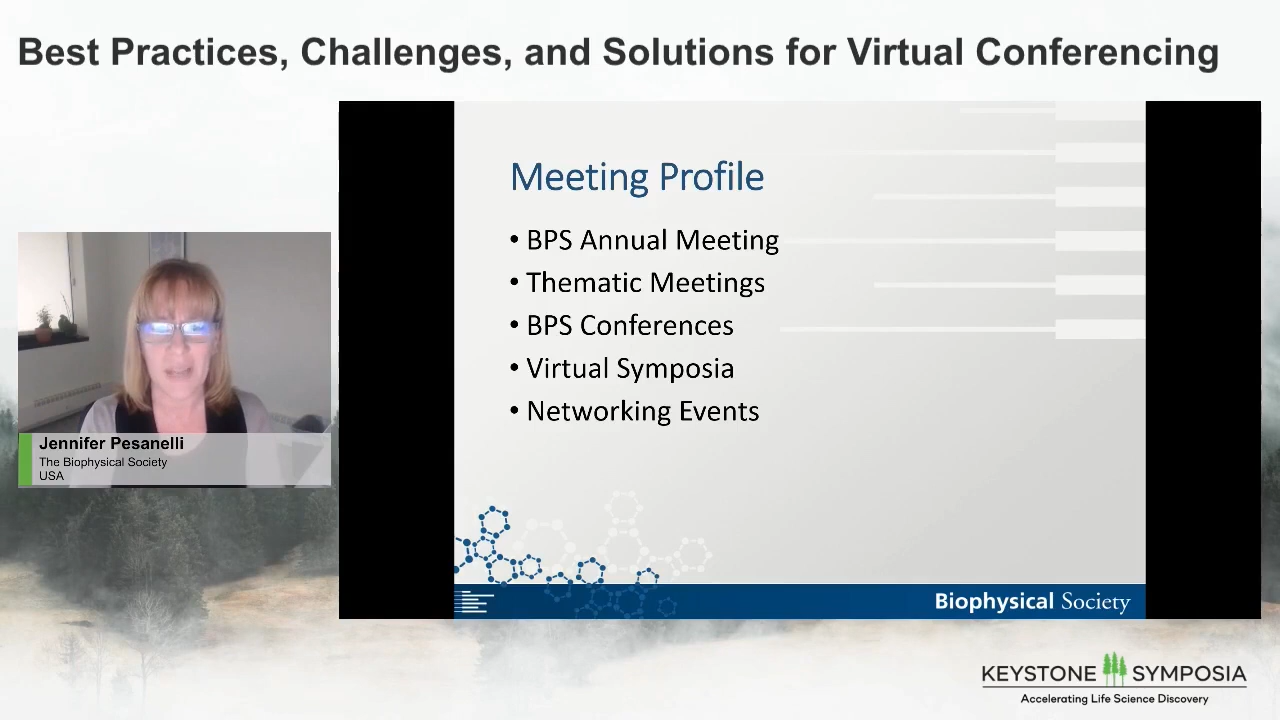 Best Practices, Challenges, and Solutions for Virtual Conferencing
Meeting Profile
• BPS Annual Meeting
• Thematic Meetings
• BPS Conferences
• Virtual Symposia
• Networking Events
Jennifer Pesanelli
The Biophysical Society
USA
Biophysical Society
KEYSTONE SYMPOSIA
Accelerating Life Science Discovery